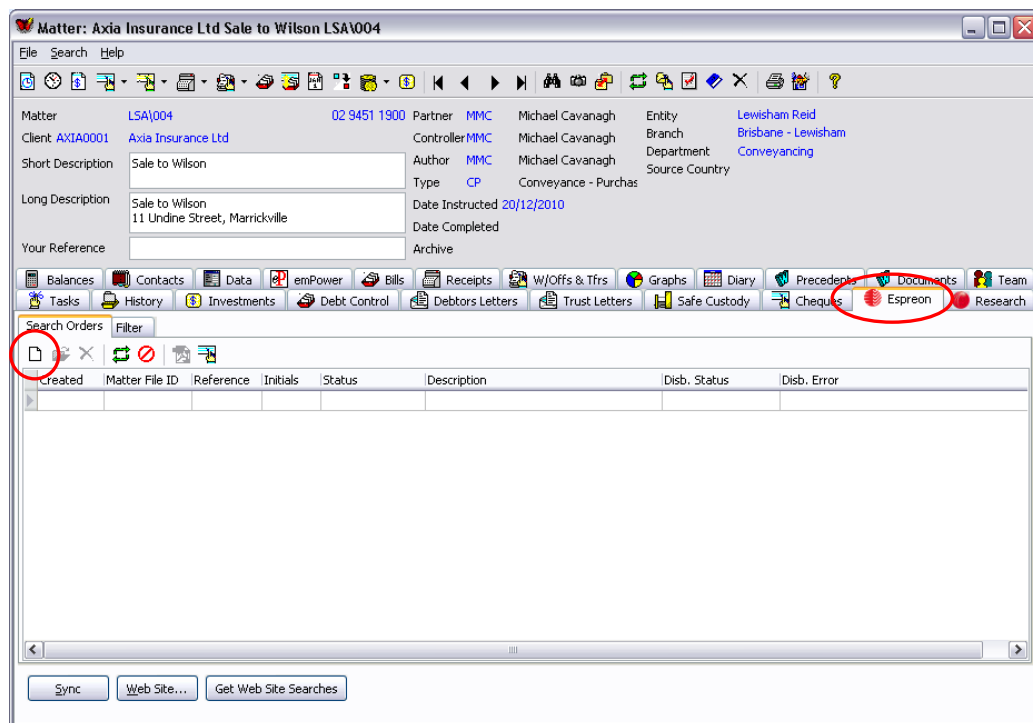 Matter: Axia Insurance Ltd Sale to Wilson LSA\004
File Search Help
Matter LSA\004 02 9451 1900 Partner MMC Michael Cavanagh Entity Lewisham Reid
Client AXIA0001 Axia Insurance Ltd Controller MMC Michael Cavanagh Branch Brisbane - Lewisham
Short Description Sale to Wilson Author MMC Michael Cavanagh Department Conveyancing
Type CP Conveyance - Purchas Source Country
Long Description Sale to Wilson Date Instructed 20/12/2010
11 Undine Street, Marrickville
Date Completed
Your Reference Archive
Balances Contacts Data emPower Bills Receipts W/Offs & Tfrs Graphs Diary Precedents Documents Team
Tasks History Investments Debt Control Debtors Letters Trust Letters Safe Custody Cheques Espreon Research
Search Orders Filter
Created Matter File ID Reference Initials Status Description Disb. Status Disb. Error
Sync Web Site... Get Web Site Searches